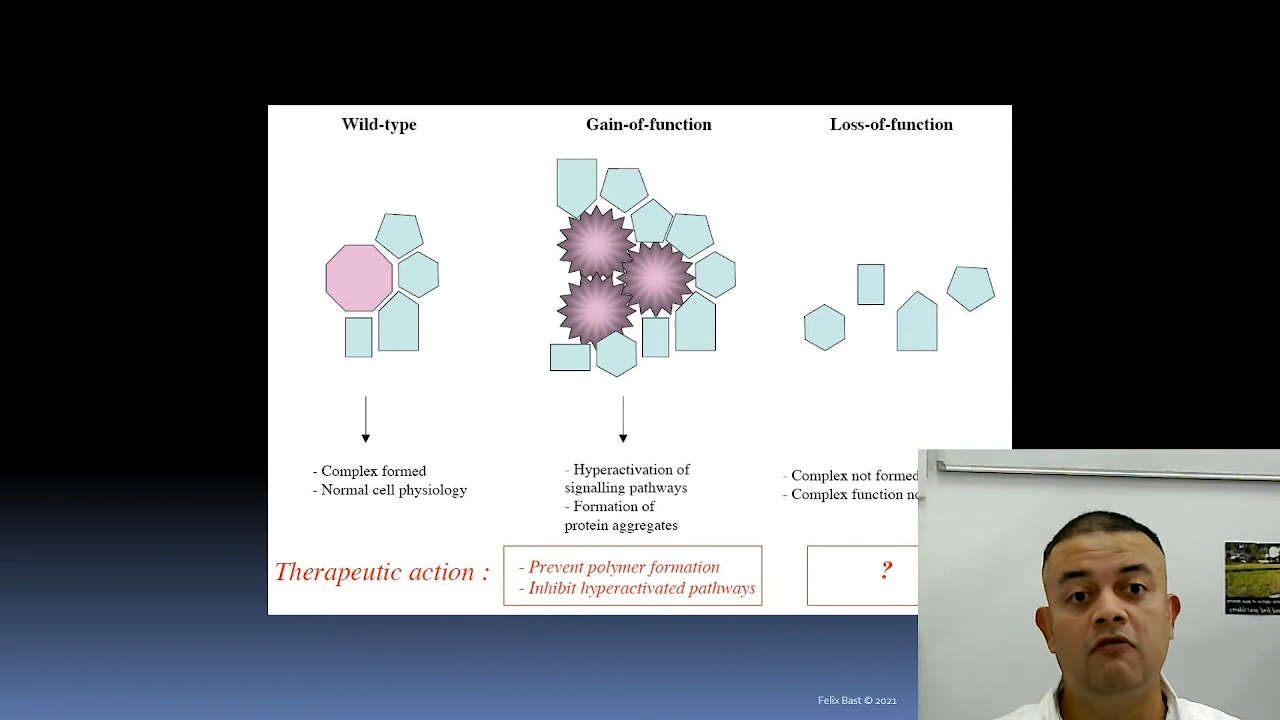 Wild-type
Gain-of-function
Loss-of-function
- Complex formed
- Normal cell physiology
- Hyperactivation of
signalling pathways
- Formation of
protein aggregates
- Complex not formed
- Complex function
Therapeutic action :
- Prevent polymer formation
- Inhibit hyperactivated pathways
?
Felix Bast © 2021